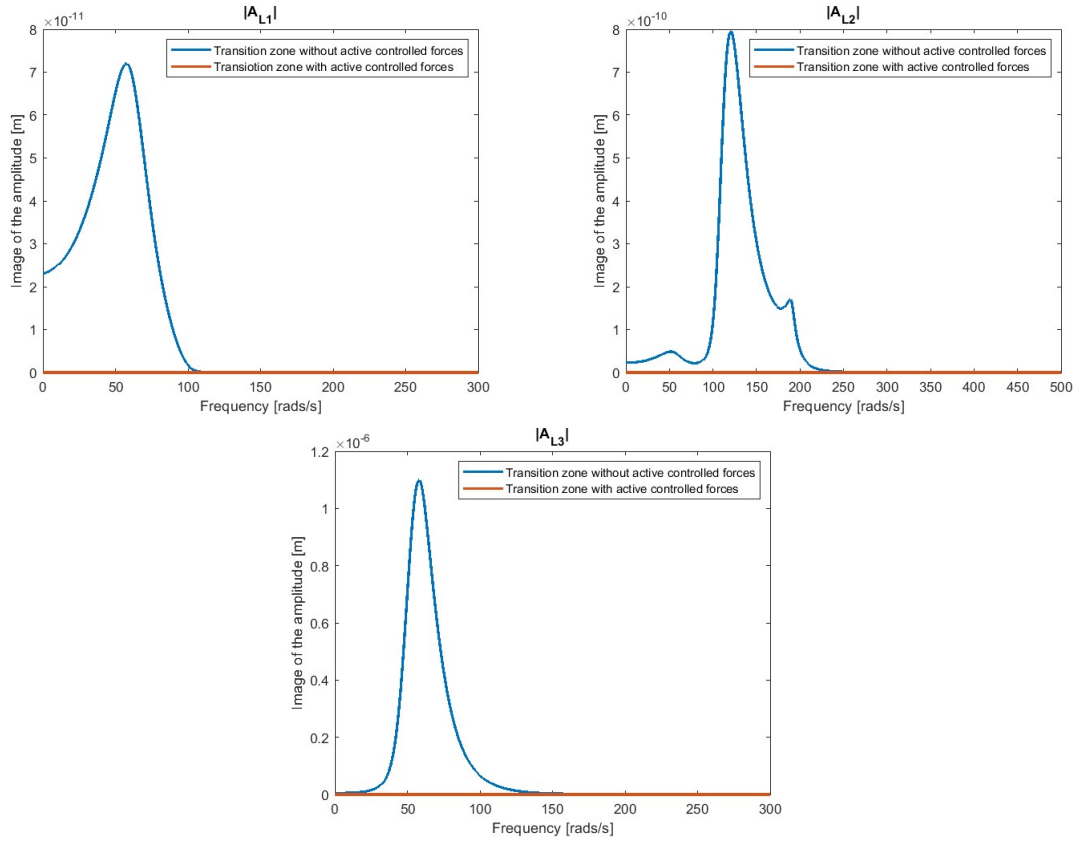 |A_L1|
×10^-11
8
7
6
5
4
3
2
1
0
Image of the amplitude [m]
Transition zone without active controlled forces
Transiotion zone with active controlled forces
0 50 100 150 200 250 300
Frequency [rads/s]
|A_L2|
×10^-10
8
7
6
5
4
3
2
1
0
Image of the amplitude [m]
Transition zone without active controlled forces
Transition zone with active controlled forces
0 50 100 150 200 250 300 350 400 450 500
Frequency [rads/s]
|A_L3|
×10^-6
1.2
1
0.8
0.6
0.4
0.2
0
Image of the amplitude [m]
Transition zone without active controlled forces
Transition zone with active controlled forces
0 50 100 150 200 250 300
Frequency [rads/s]